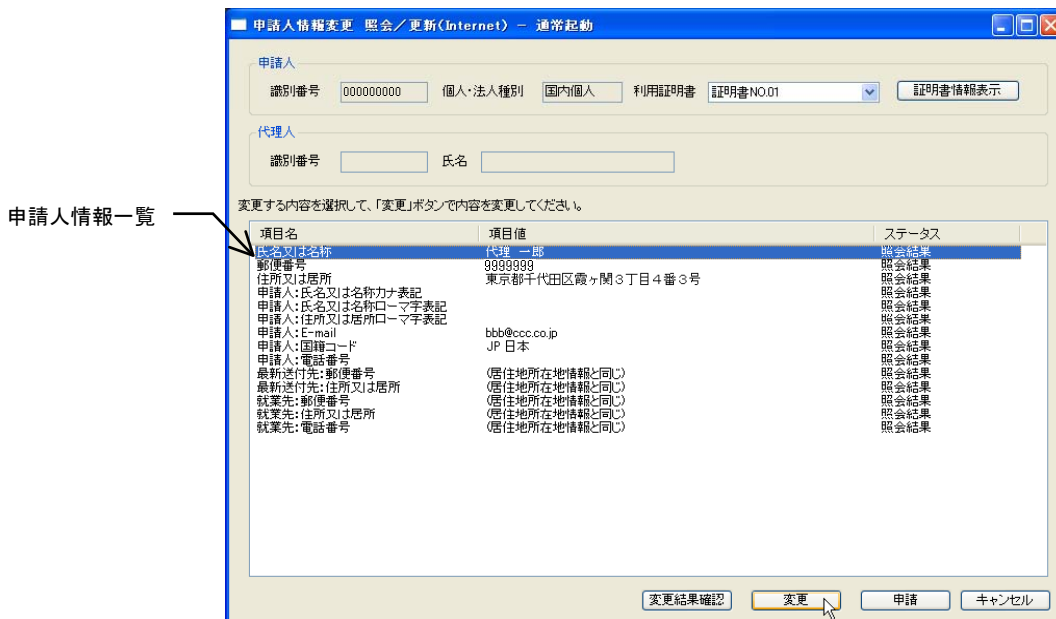 申請人情報変更 照会／更新(Internet) － 通常起動
申請人
識別番号 000000000 個人・法人種別 国内個人 利用証明書 証明書NO.01 証明書情報表示
代理人
識別番号 氏名
変更する内容を選択して、「変更」ボタンで内容を変更してください。
申請人情報一覧
項目名 項目値 ステータス
氏名又は名称 代理 一郎 照会結果
郵便番号 9999999 照会結果
住所又は居所 東京都千代田区霞ヶ関３丁目４番３号 照会結果
申請人:氏名又は名称カナ表記 照会結果
申請人:氏名又は名称ローマ字表記 照会結果
申請人:住所又は居所ローマ字表記 照会結果
申請人:E-mail bbb@ccc.co.jp 照会結果
申請人:国籍コード JP 日本 照会結果
申請人:電話番号 照会結果
最新送付先:郵便番号 (居住地所在地情報と同じ) 照会結果
最新送付先:住所又は居所 (居住地所在地情報と同じ) 照会結果
就業先:郵便番号 (居住地所在地情報と同じ) 照会結果
就業先:住所又は居所 (居住地所在地情報と同じ) 照会結果
就業先:電話番号 (居住地所在地情報と同じ) 照会結果
変更結果確認 変更 申請 キャンセル